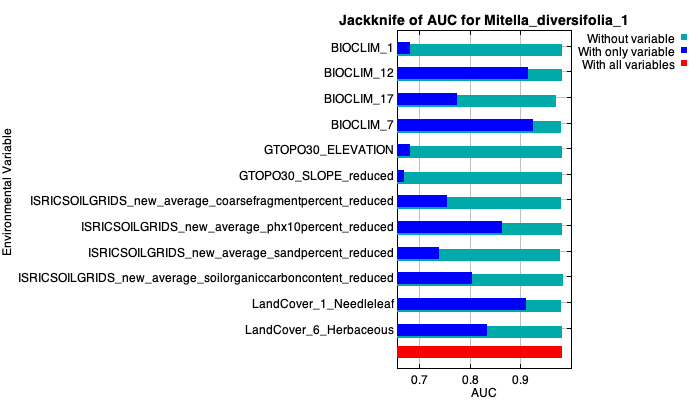 Jackknife of AUC for Mitella_diversifolia_1
Without variable
With only variable
With all variables
BIOCLIM_1
BIOCLIM_12
BIOCLIM_17
BIOCLIM_7
GTOPO30_ELEVATION
GTOPO30_SLOPE_reduced
ISRICSOILGRIDS_new_average_coarsefragmentpercent_reduced
ISRICSOILGRIDS_new_average_phx10percent_reduced
ISRICSOILGRIDS_new_average_sandpercent_reduced
ISRICSOILGRIDS_new_average_soilorganiccarboncontent_reduced
LandCover_1_Needleleaf
LandCover_6_Herbaceous
Environmental Variable
0.7 0.8 0.9
AUC